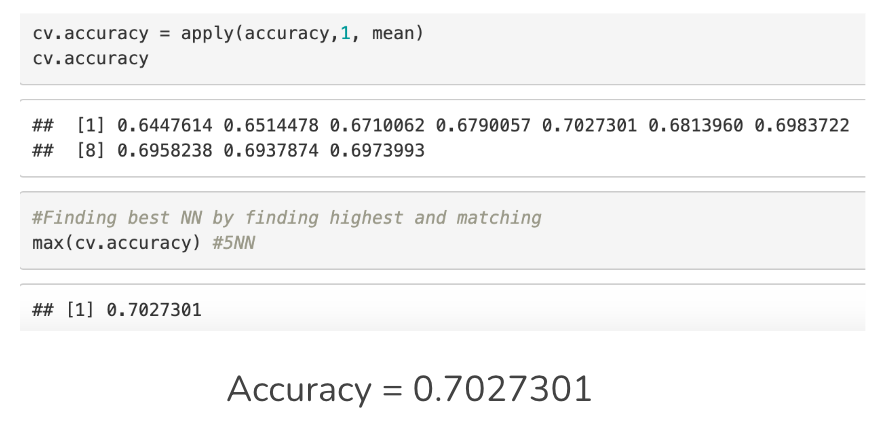 cv.accuracy = apply(accuracy,1, mean)
cv.accuracy
##  [1] 0.6447614 0.6514478 0.6710062 0.6790057 0.7027301 0.6813960 0.6983722
##  [8] 0.6958238 0.6937874 0.6973993
#Finding best NN by finding highest and matching
max(cv.accuracy) #5NN
## [1] 0.7027301
Accuracy = 0.7027301